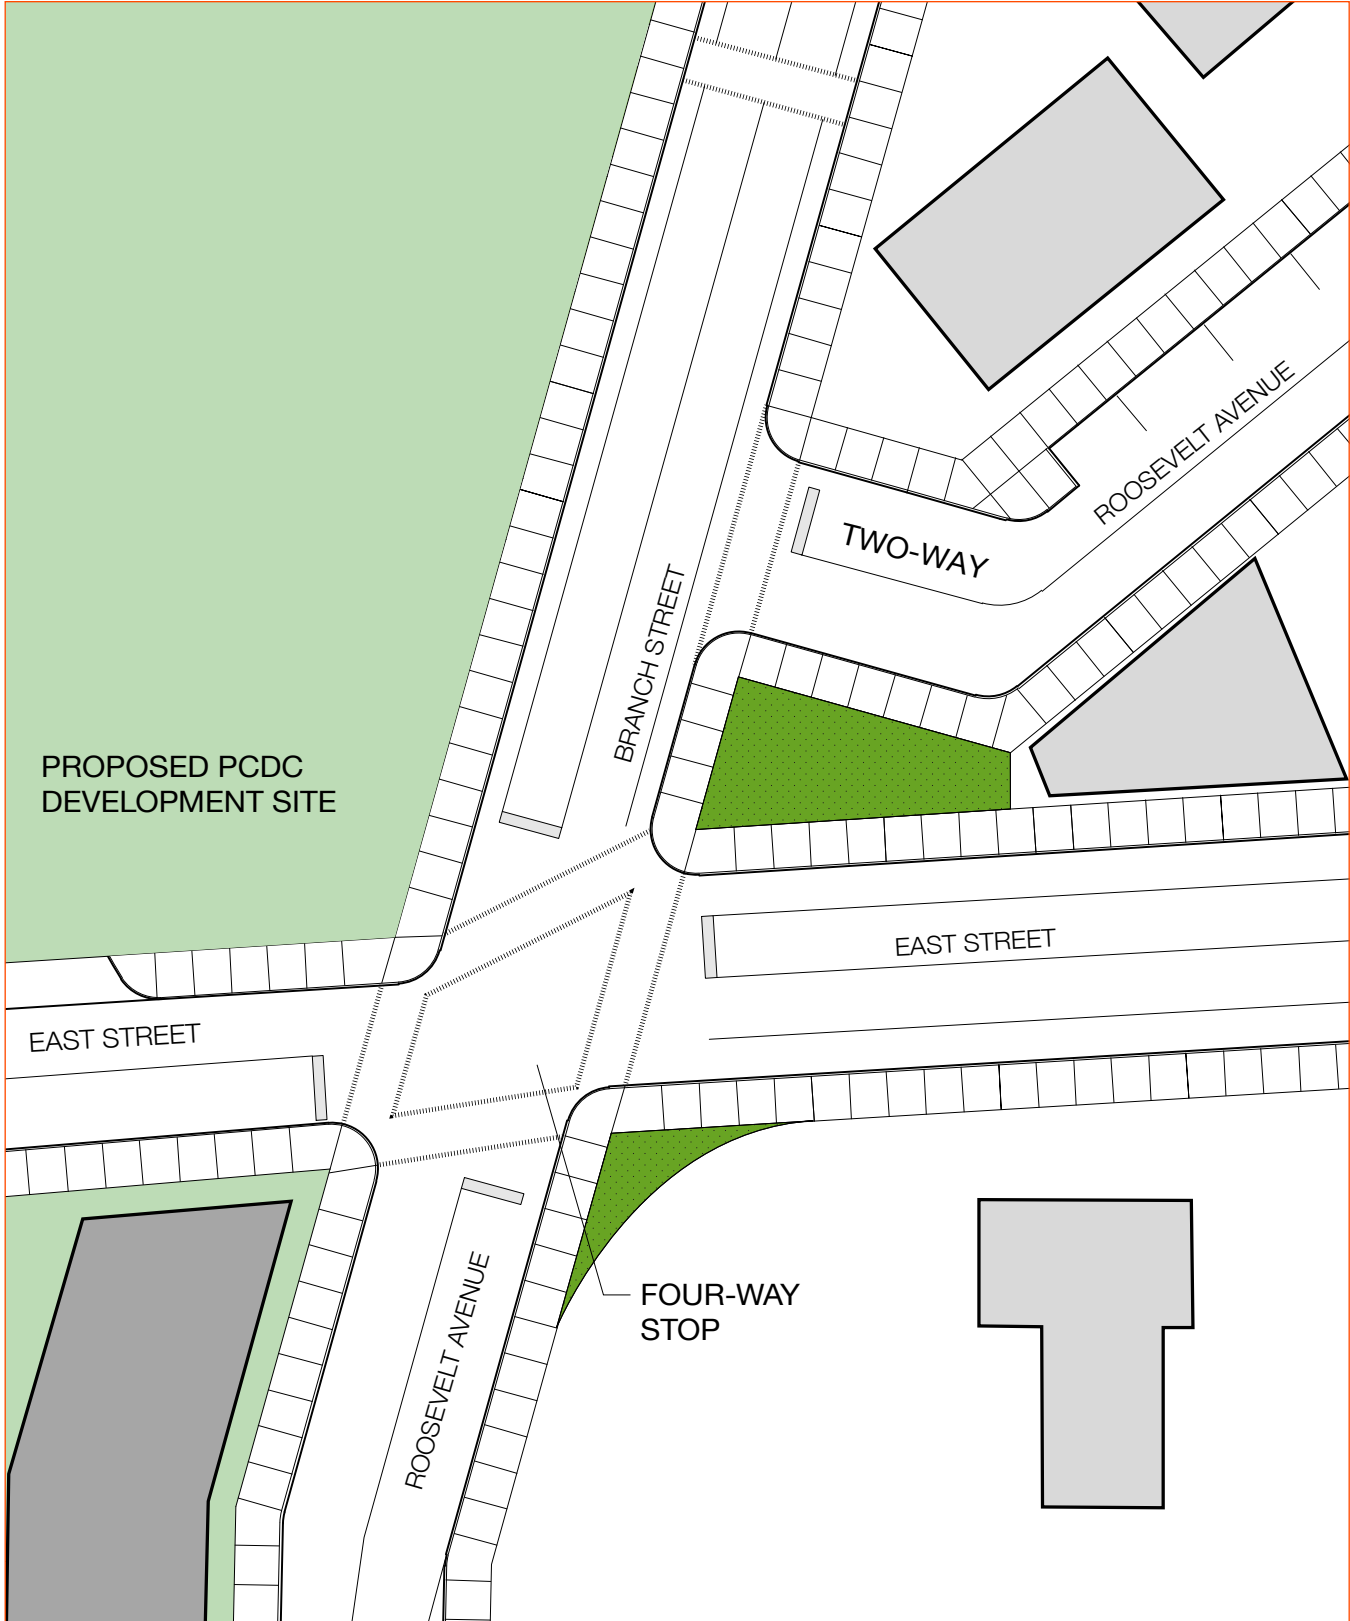 ROOSEVELT AVENUE
TWO-WAY
BRANCH STREET
PROPOSED PCDC
DEVELOPMENT SITE
EAST STREET
EAST STREET
FOUR-WAY
STOP
ROOSEVELT AVENUE